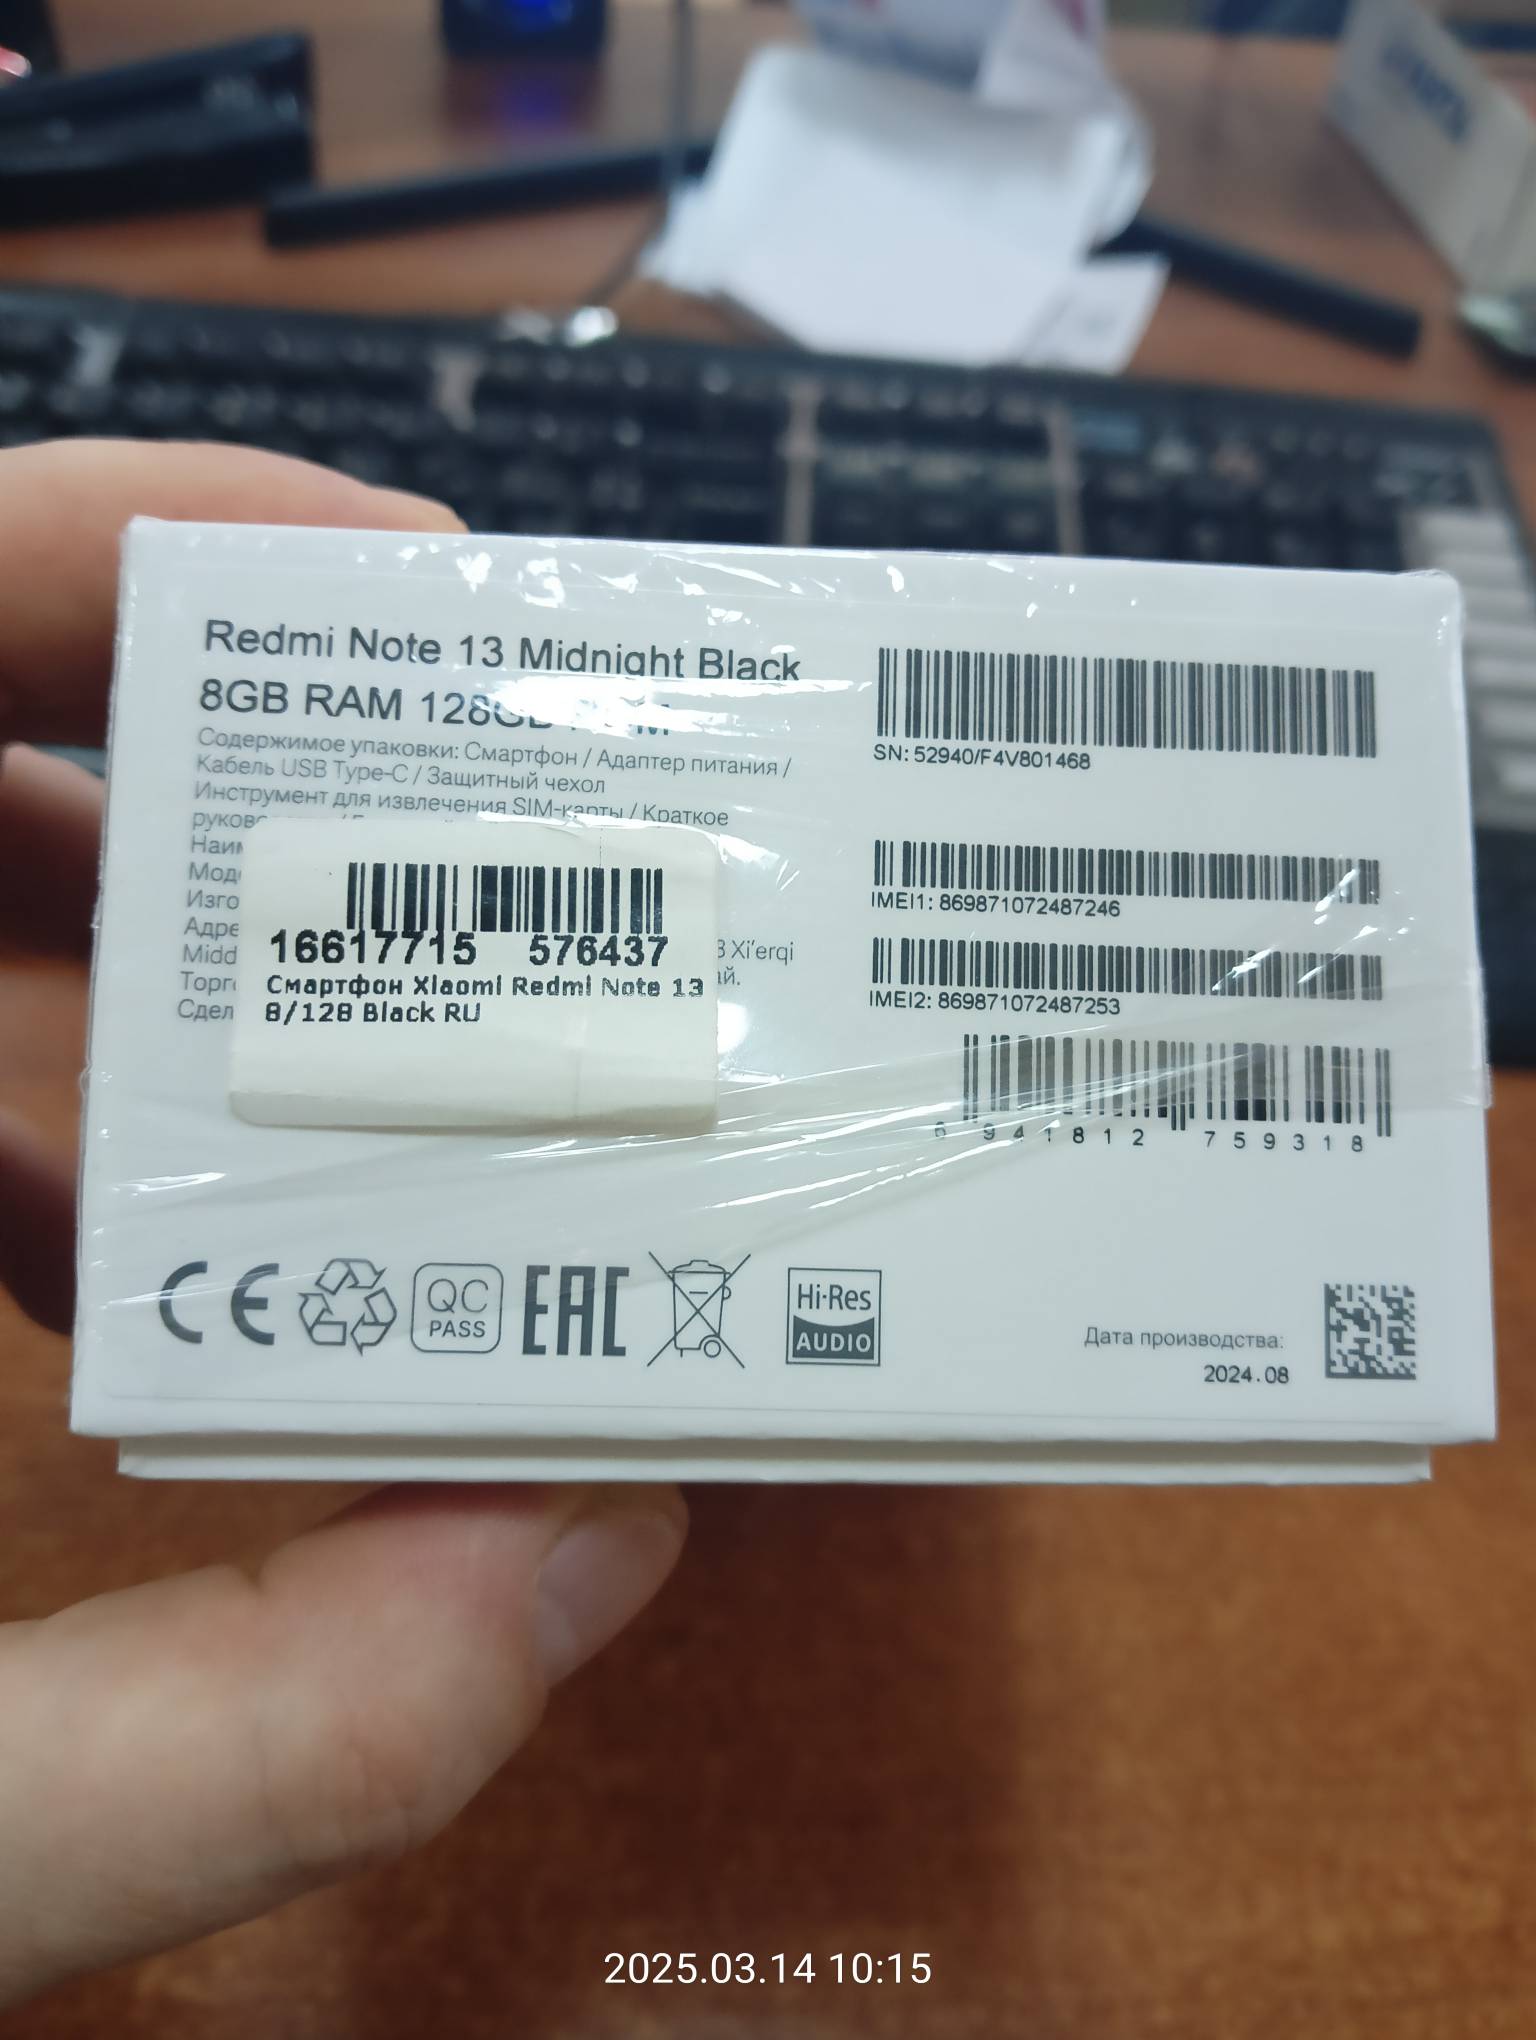 Redmi Note 13 Midnight Black
8GB RAM 128GB
Содержимое упаковки: Смартфон / Адаптер питания /
Кабель USB Type-C / Защитный чехол
Инструмент для извлечения SIM-карты / Краткое
Xi'erqi
16617715 576437
Смартфон Xiaomi Redmi Note 13
8/128 Black RU
SN: 52940/F4V801468
IMEI1: 869871072487246
IMEI2: 869871072487253
6 941812 759318
CE
QC
PASS
EAC
Hi-Res
AUDIO
Дата производства:
2024.08
2025.03.14 10:15